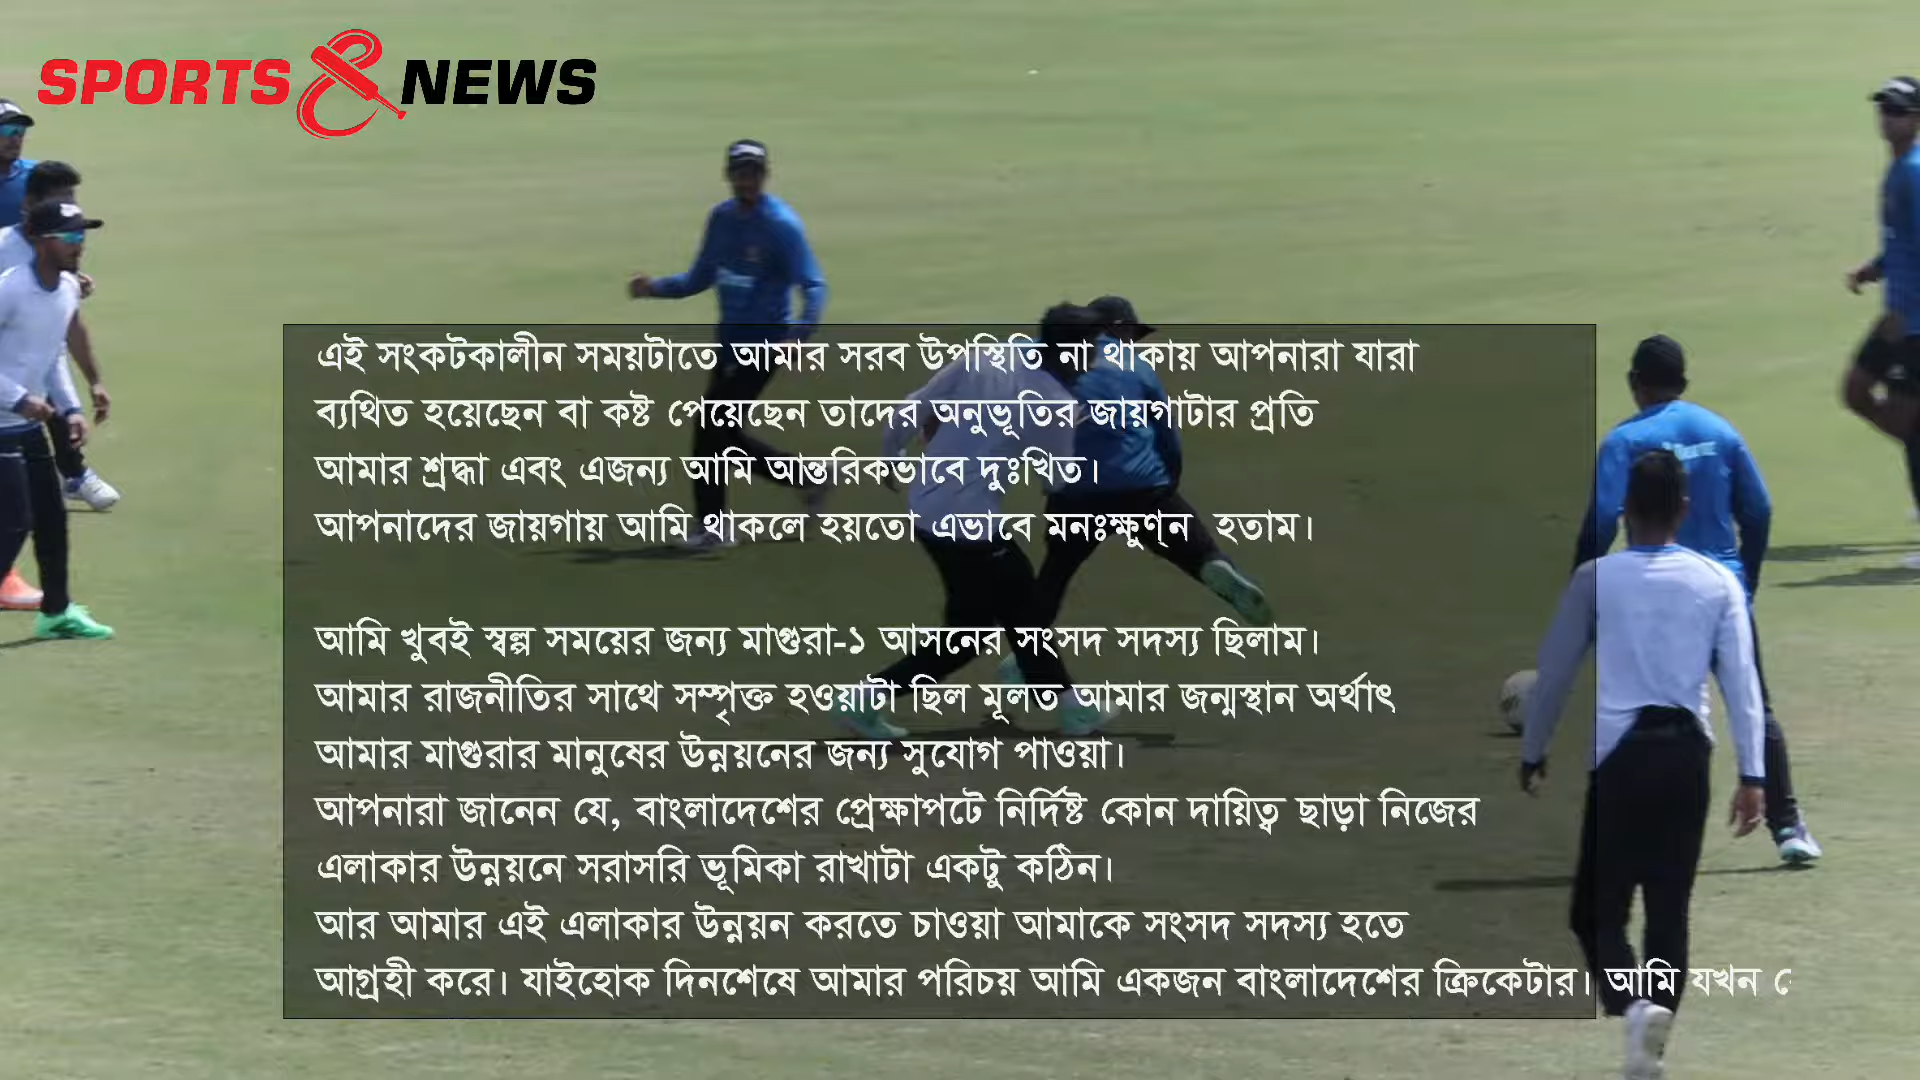 SPORTS & NEWS
এই সংকটকালীন সময়টাতে আমার সরব উপস্থিতি না থাকায় আপনারা যারা
ব্যথিত হয়েছেন বা কষ্ট পেয়েছেন তাদের অনুভূতির জায়গাটার প্রতি
আমার শ্রদ্ধা এবং এজন্য আমি আন্তরিকভাবে দুঃখিত।
আপনাদের জায়গায় আমি থাকলে হয়তো এভাবে মনঃক্ষুণ্ন হতাম।
আমি খুবই স্বল্প সময়ের জন্য মাগুরা-১ আসনের সংসদ সদস্য ছিলাম।
আমার রাজনীতির সাথে সম্পৃক্ত হওয়াটা ছিল মূলত আমার জন্মস্থান অর্থাৎ
আমার মাগুরার মানুষের উন্নয়নের জন্য সুযোগ পাওয়া।
আপনারা জানেন যে, বাংলাদেশের প্রেক্ষাপটে নির্দিষ্ট কোন দায়িত্ব ছাড়া নিজের
এলাকার উন্নয়নে সরাসরি ভূমিকা রাখাটা একটু কঠিন।
আর আমার এই এলাকার উন্নয়ন করতে চাওয়া আমাকে সংসদ সদস্য হতে
আগ্রহী করে। যাইহোক দিনশেষে আমার পরিচয় আমি একজন বাংলাদেশের ক্রিকেটার। আমি যখন